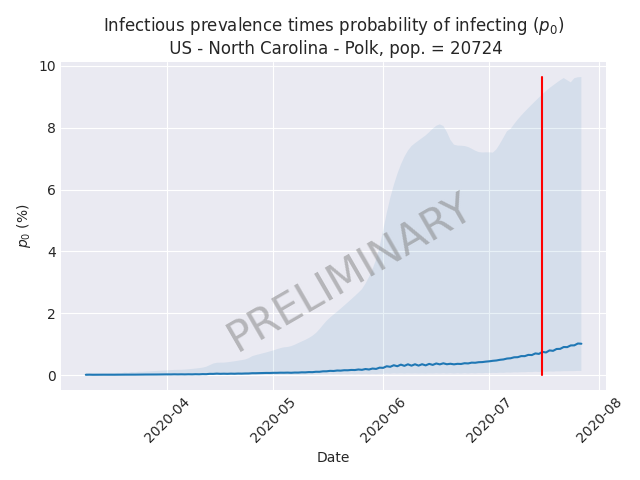 Infectious prevalence times probability of infecting (p₀)
US - North Carolina - Polk, pop. = 20724
10
8
6
4
2
0
p₀ (%)
PRELIMINARY
2020-04
2020-05
2020-06
2020-07
2020-08
Date